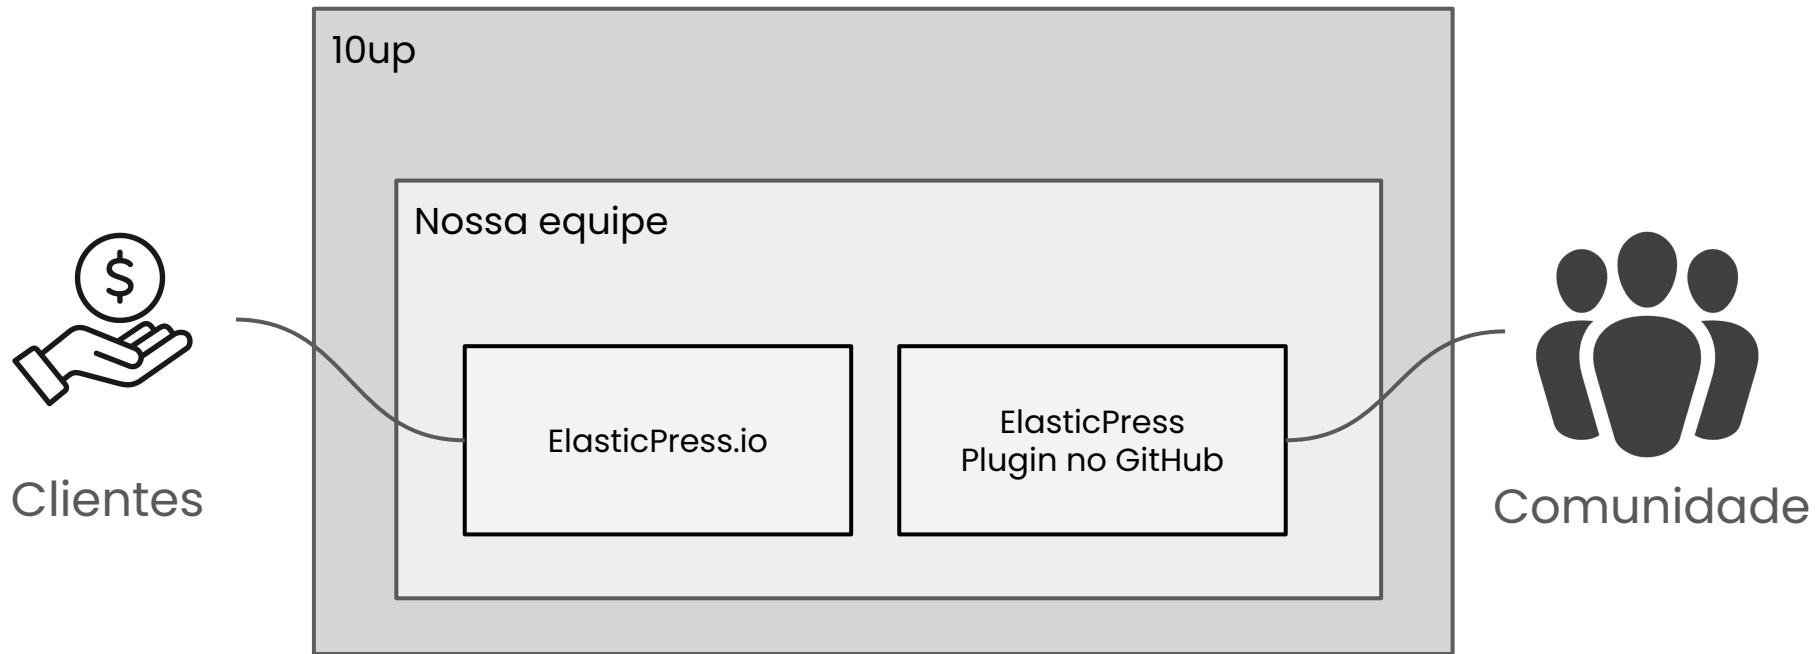 10up
Nossa equipe
$
ElasticPress.io
ElasticPress
Plugin no GitHub
Clientes
Comunidade